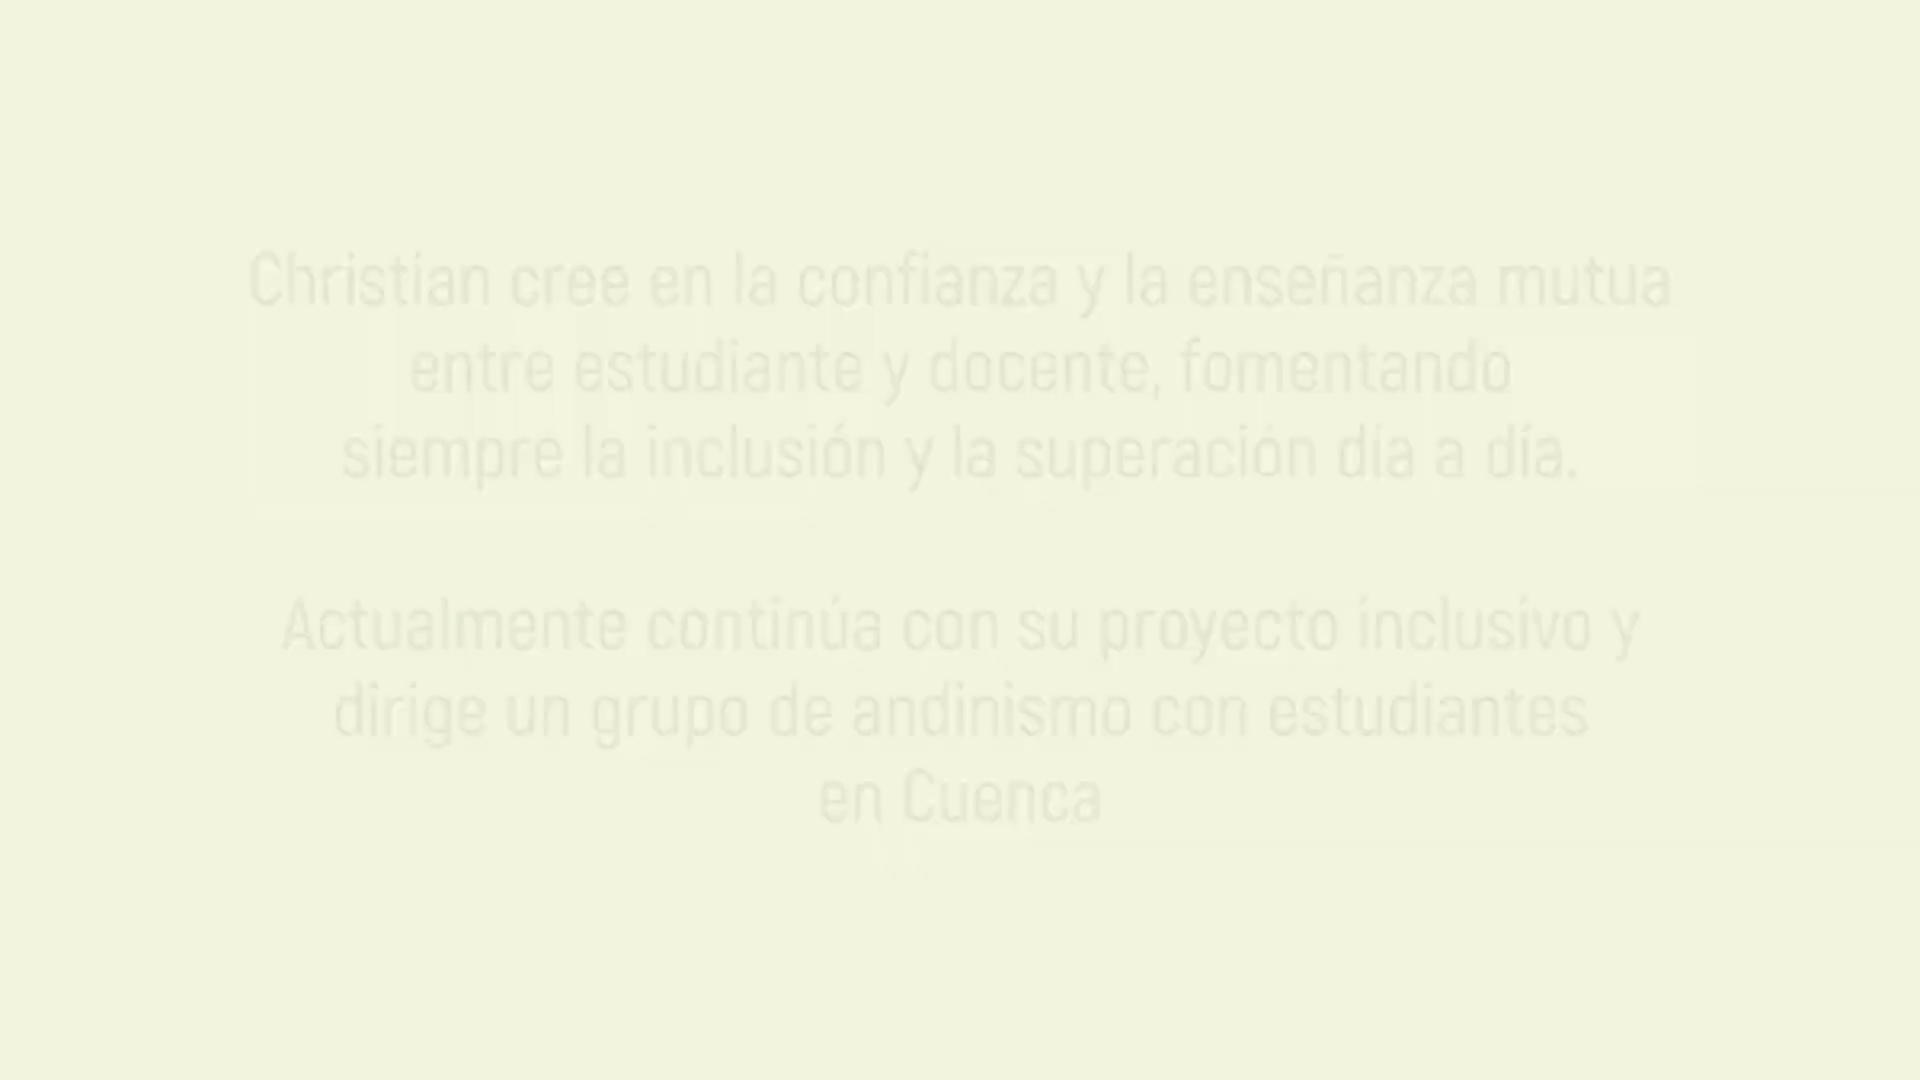 Christian cree en la confianza y la enseñanza mutua
entre estudiante y docente, fomentando
siempre la inclusión y la superación día a día.
Actualmente continúa con su proyecto inclusivo y
dirige un grupo de andinismo con estudiantes
en Cuenca